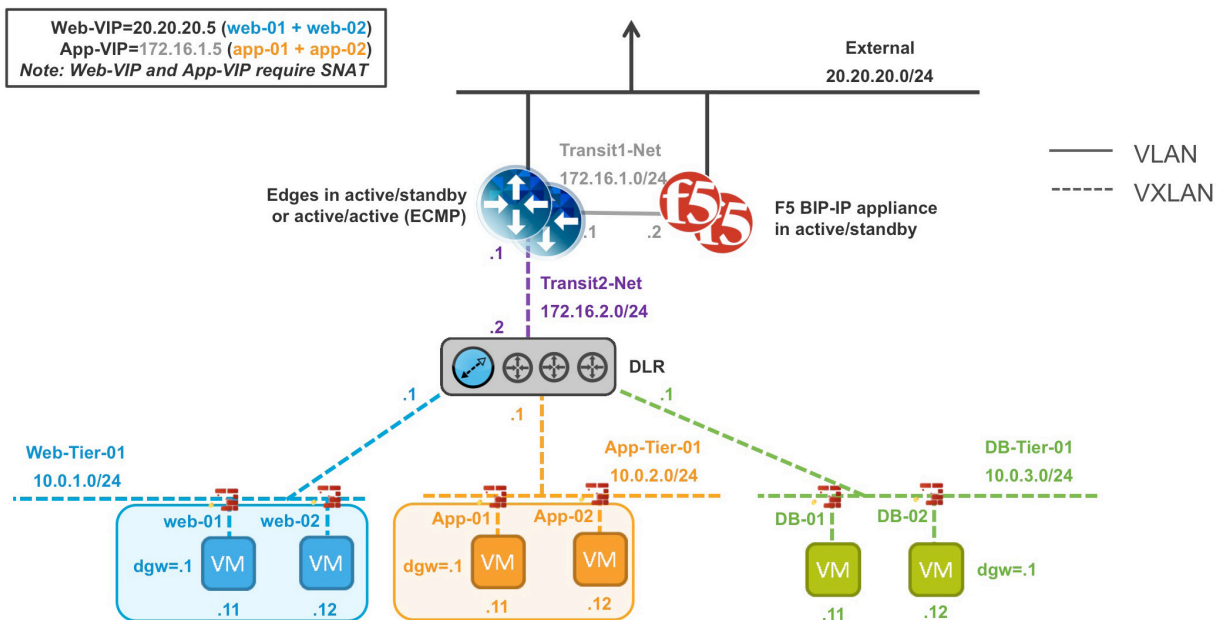 Web-VIP=20.20.20.5 (web-01 + web-02)
App-VIP=172.16.1.5 (app-01 + app-02)
Note: Web-VIP and App-VIP require SNAT
External
20.20.20.0/24
Transit1-Net
172.16.1.0/24
VLAN
VXLAN
Edges in active/standby
or active/active (ECMP)
f5
f5
F5 BIP-IP appliance
in active/standby
.1
.2
.1
Transit2-Net
172.16.2.0/24
.2
DLR
.1
.1
.1
Web-Tier-01
10.0.1.0/24
App-Tier-01
10.0.2.0/24
DB-Tier-01
10.0.3.0/24
web-01
web-02
App-01
App-02
DB-01
DB-02
dgw=.1
VM
VM
dgw=.1
VM
VM
VM
VM
dgw=.1
.11
.12
.11
.12
.11
.12